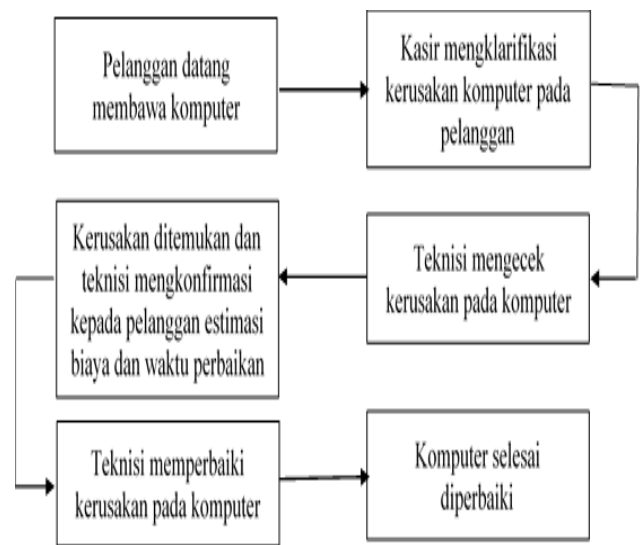 Pelanggan datang
membawa komputer
Kasir mengklarifikasi
kerusakan komputer pada
pelanggan
Teknisi mengecek
kerusakan pada komputer
Kerusakan ditemukan dan
teknisi mengkonfirmasi
kepada pelanggan estimasi
biaya dan waktu perbaikan
Teknisi memperbaiki
kerusakan pada komputer
Komputer selesai
diperbaiki